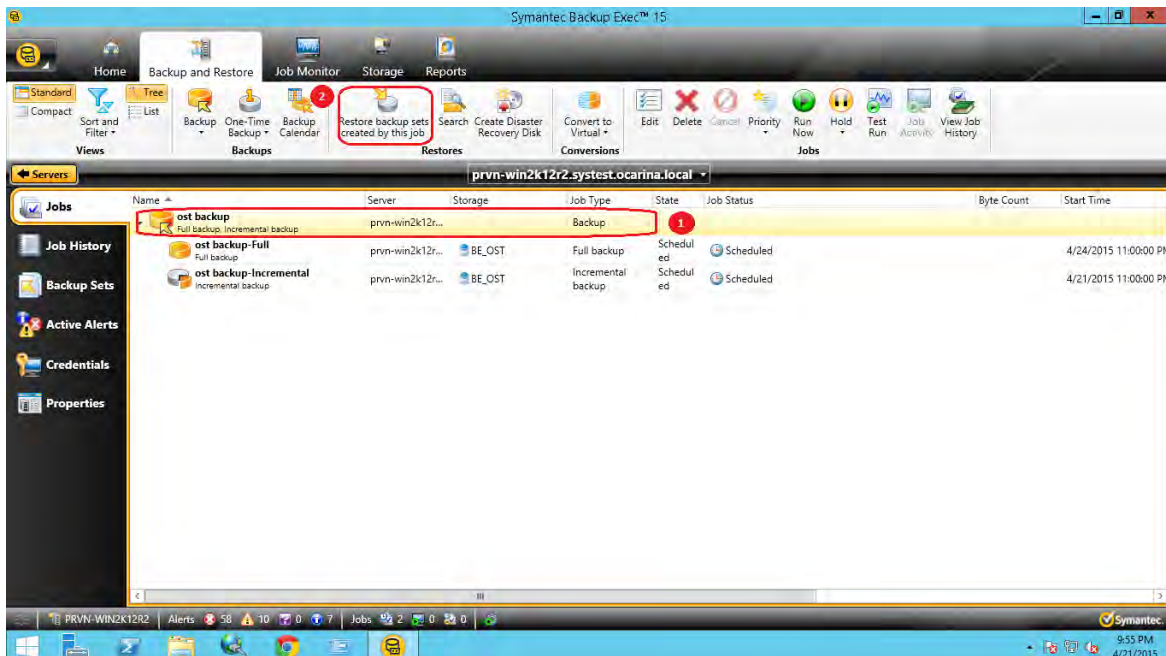 Symantec Backup Exec™ 15
Home Backup and Restore Job Monitor Storage Reports
Standard
Compact
Sort and Filter
Tree
List
Backup
One-Time Backup
Backup Calendar
2
Restore backup sets created by this job
Search
Create Disaster Recovery Disk
Convert to Virtual
Edit
Delete
Cancel
Priority
Run Now
Hold
Test Run
Job Activity
View Job History
Views Backups Restores Conversions Jobs
Servers
prvn-win2k12r2.systest.ocarina.local
Jobs
Job History
Backup Sets
Active Alerts
Credentials
Properties
Name Server Storage Job Type State Job Status Byte Count Start Time
ost backup prvn-win2k12r... Backup 1
Full backup, Incremental backup
ost backup-Full prvn-win2k12r... BE_OST Full backup Scheduled Scheduled 4/24/2015 11:00:00 PM
Full backup
ost backup-Incremental prvn-win2k12r... BE_OST Incremental backup Scheduled Scheduled 4/21/2015 11:00:00 PM
Incremental backup
PRVN-WIN2K12R2 Alerts 58 10 0 7 Jobs 2 0 0 Symantec.
9:55 PM
4/21/2015